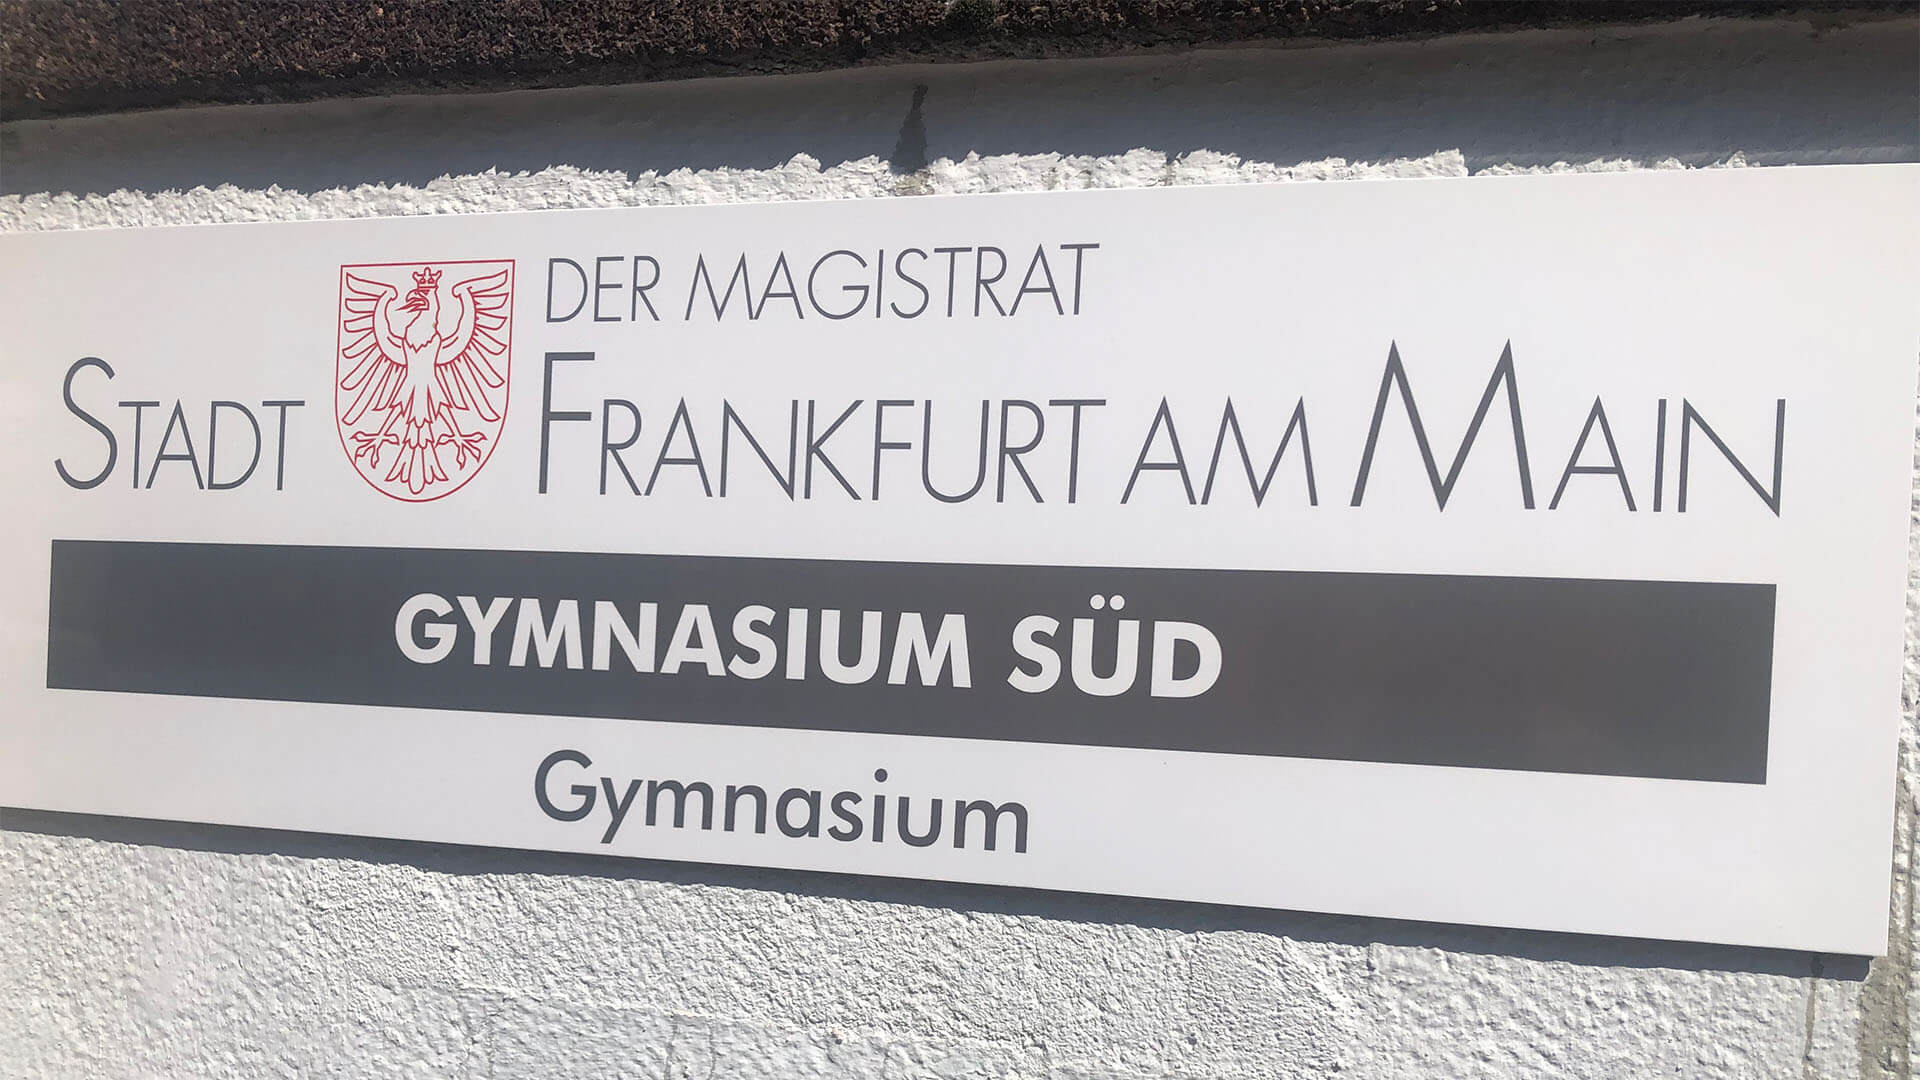 DER MAGISTRAT
STADT FRANKFURT AM MAIN
GYMNASIUM SÜD
Gymnasium